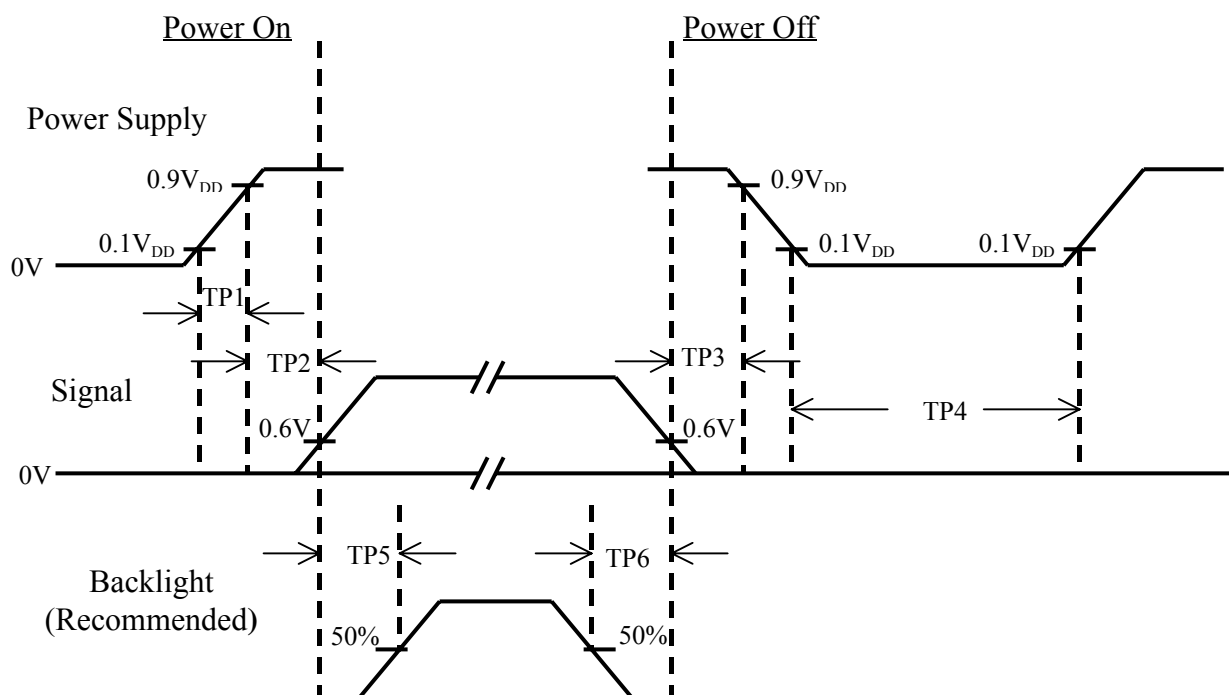 Power On
Power Off
Power Supply
0.9V_DD
0.9V_DD
0.1V_DD
0.1V_DD
0.1V_DD
0V
TP1
TP2
TP3
Signal
TP4
0.6V
0.6V
0V
TP5
TP6
Backlight
(Recommended)
50%
50%